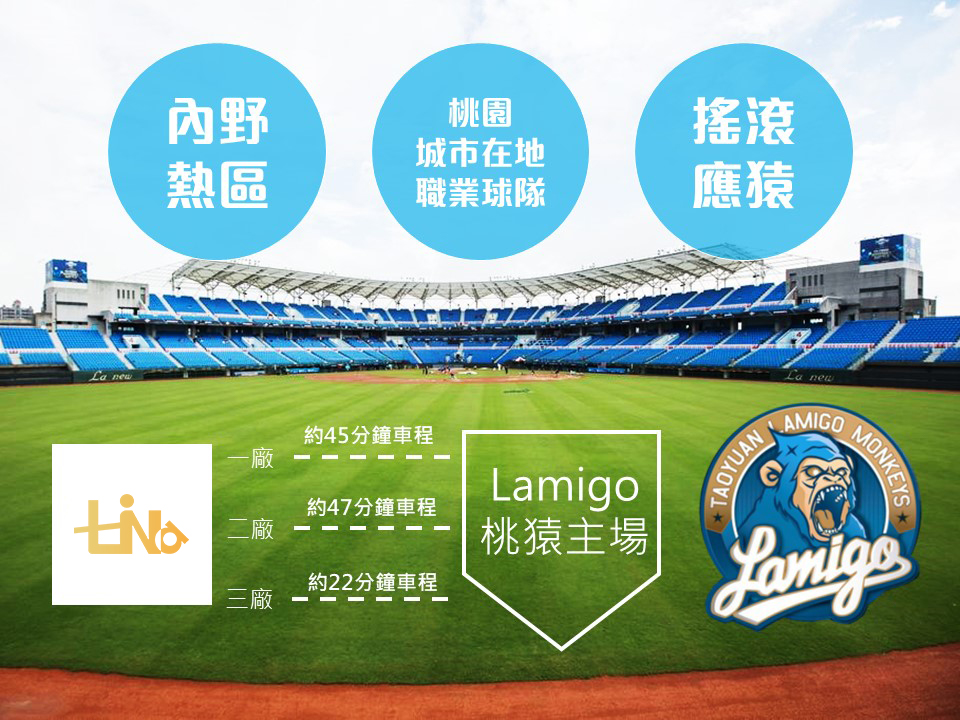 內野
熱區
桃園
城市在地
職業球隊
搖滾
應猿
La new
La new
約45分鐘車程
一廠
約47分鐘車程
二廠
約22分鐘車程
三廠
Lamigo
桃猿主場
TAOYUAN LAMIGO MONKEYS
Lamigo